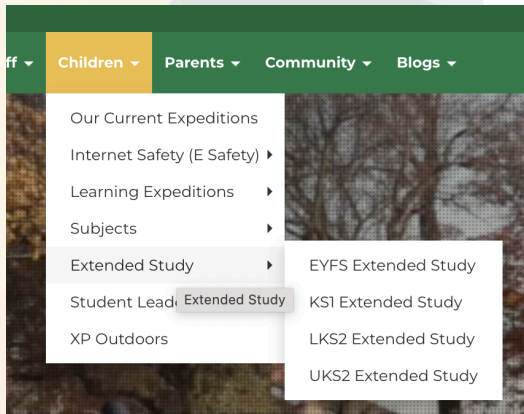 ff Children Parents Community Blogs
Our Current Expeditions
Internet Safety (E Safety)
Learning Expeditions
Subjects
Extended Study
EYFS Extended Study
Student Lead
Extended Study
KS1 Extended Study
XP Outdoors
LKS2 Extended Study
UKS2 Extended Study